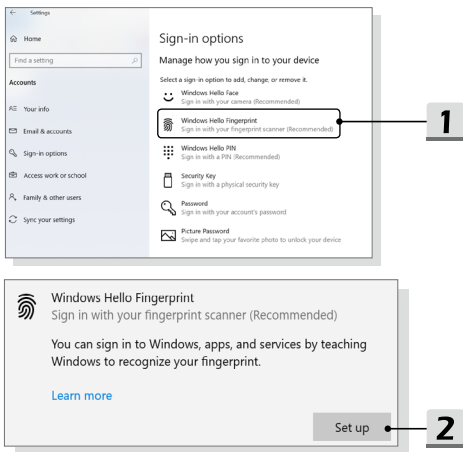 ← Settings
Home
Find a setting
Accounts
Your info
Email & accounts
Sign-in options
Access work or school
Family & other users
Sync your settings
Sign-in options
Manage how you sign in to your device
Select a sign-in option to add, change, or remove it.
Windows Hello Face
Sign in with your camera (Recommended)
Windows Hello Fingerprint
Sign in with your fingerprint scanner (Recommended)
1
Windows Hello PIN
Sign in with a PIN (Recommended)
Security Key
Sign in with a physical security key
Password
Sign in with your account's password
Picture Password
Swipe and tap your favorite photo to unlock your device
Windows Hello Fingerprint
Sign in with your fingerprint scanner (Recommended)
You can sign in to Windows, apps, and services by teaching
Windows to recognize your fingerprint.
Learn more
Set up
2